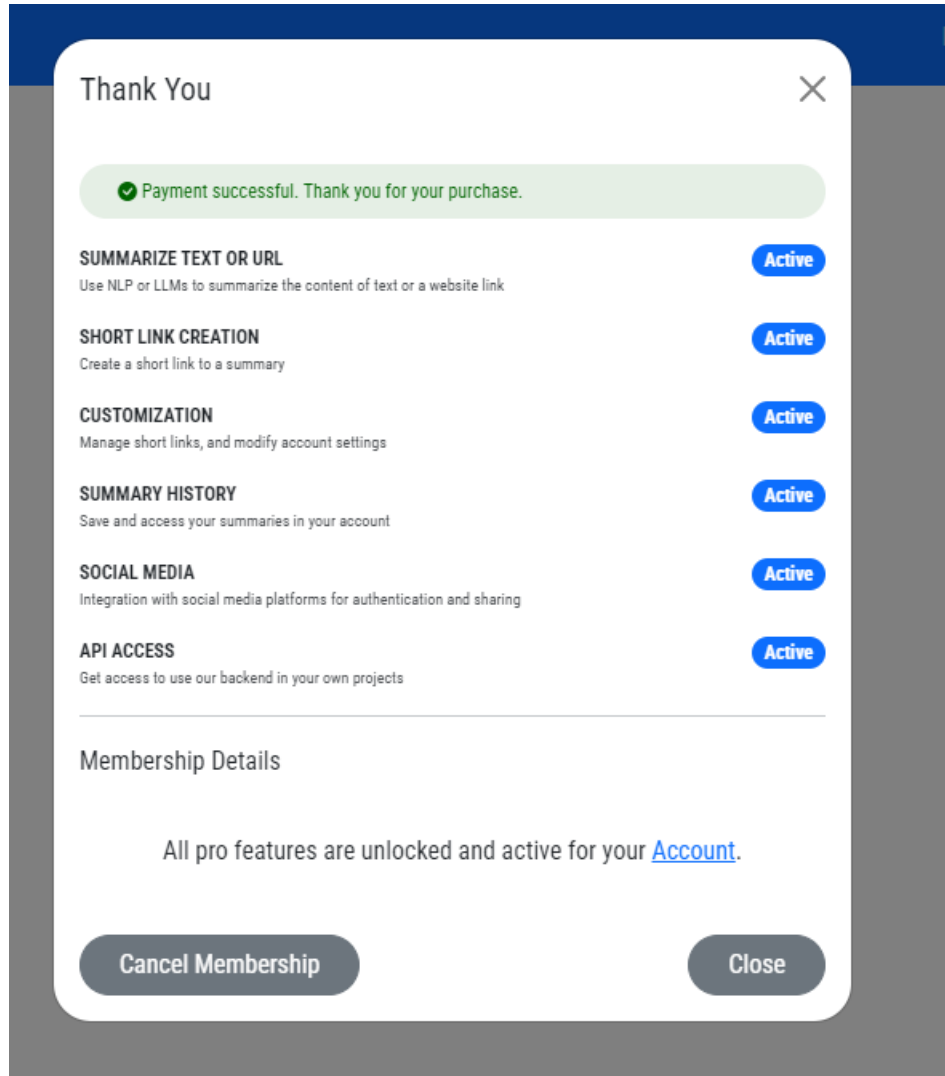 Thank You
Payment successful. Thank you for your purchase.
SUMMARIZE TEXT OR URL
Active
Use NLP or LLMs to summarize the content of text or a website link
SHORT LINK CREATION
Active
Create a short link to a summary
CUSTOMIZATION
Active
Manage short links, and modify account settings
SUMMARY HISTORY
Active
Save and access your summaries in your account
SOCIAL MEDIA
Active
Integration with social media platforms for authentication and sharing
API ACCESS
Active
Get access to use our backend in your own projects
Membership Details
All pro features are unlocked and active for your Account.
Cancel Membership
Close